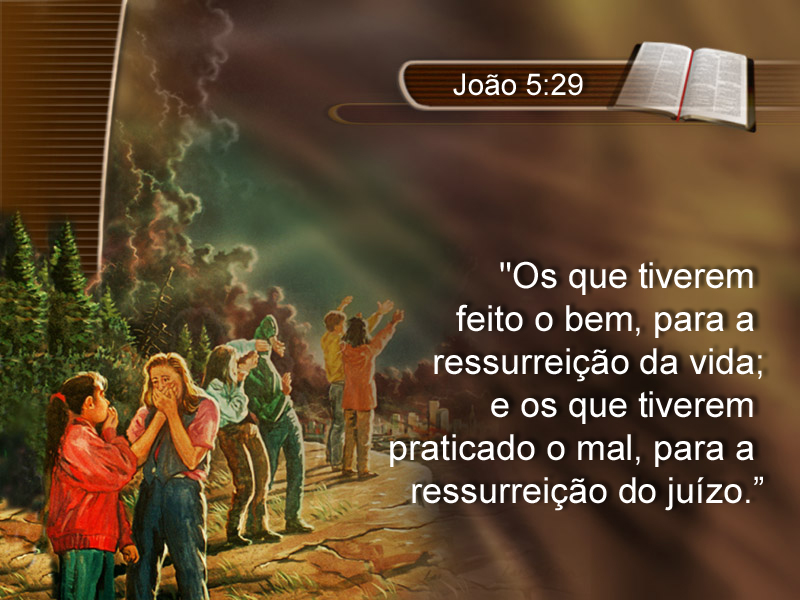 João 5:29
"Os que tiverem
feito o bem, para a
ressurreição da vida;
e os que tiverem
praticado o mal, para a
ressurreição do juízo.”